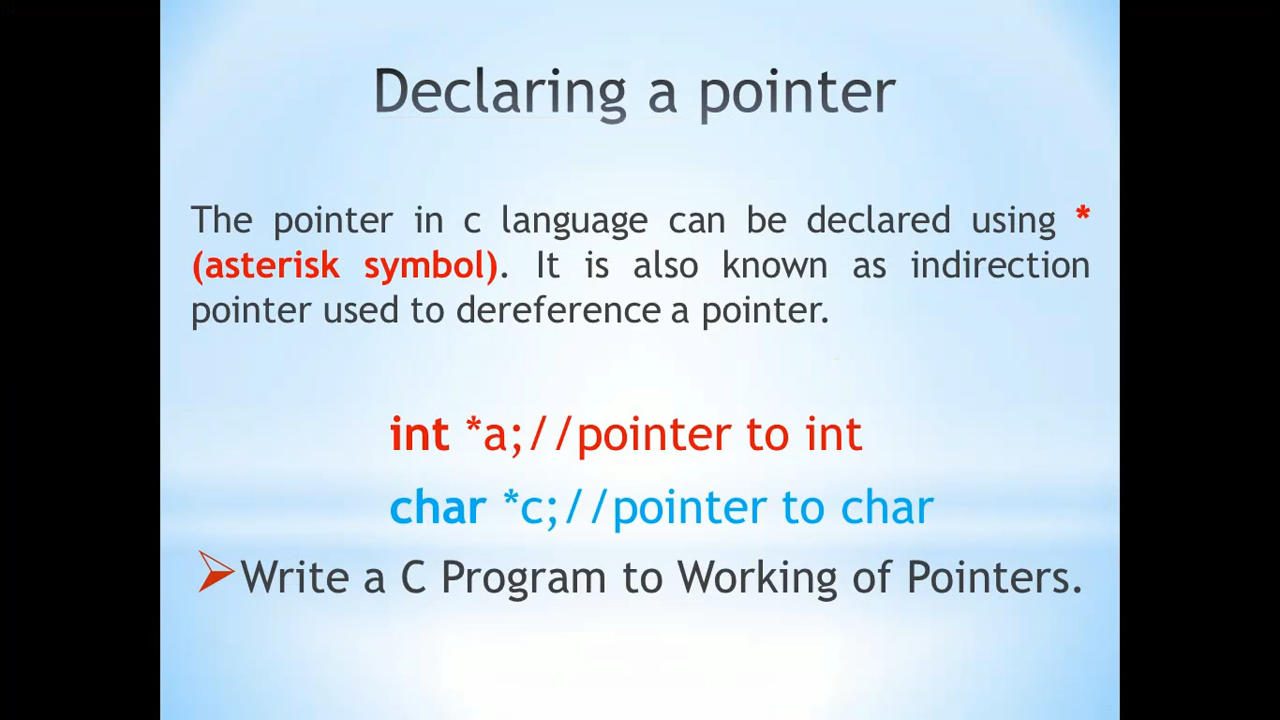 Declaring a pointer
The pointer in c language can be declared using *
(asterisk symbol). It is also known as indirection
pointer used to dereference a pointer.
int *a;//pointer to int
char *c;//pointer to char
Write a C Program to Working of Pointers.